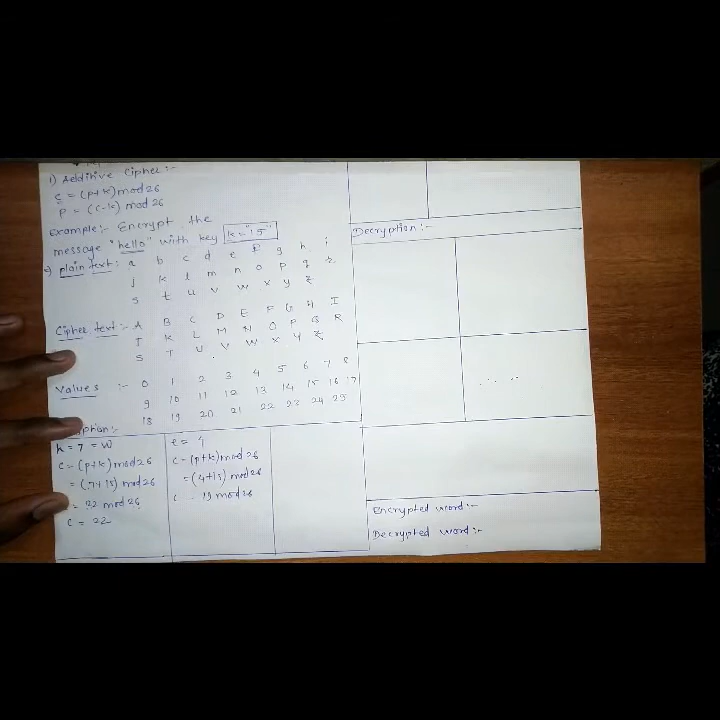 1) Additive Cipher :-
C = (P+K) mod 26
P = (C-K) mod 26
Example:- Encrypt the
message "hello" with key K="15"
plain text : a b c d e f g h i
j k l m n o p q r
s t u v w x y z
Cipher text :- A B C D E F G H I
J K L M N O P Q R
S T U V W X Y Z
Values :- 0 1 2 3 4 5 6 7 8
9 10 11 12 13 14 15 16 17
18 19 20 21 22 23 24 25
h = 7 = W
C = (P+K) mod 26
= (7+15) mod 26
= 22 mod 26
C = 22
e = 4
C = (P+K) mod 26
= (4+15) mod 26
C = 19 mod 26
Decryption :-
Encrypted word:-
Decrypted word:-